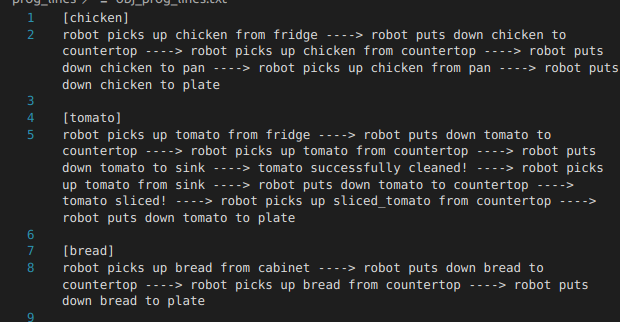 prog_lines > obj_prog_lines.txt
1 [chicken]
2 robot picks up chicken from fridge ----> robot puts down chicken to
countertop ----> robot picks up chicken from countertop ----> robot puts
down chicken to pan ----> robot picks up chicken from pan ----> robot puts
down chicken to plate
3
4 [tomato]
5 robot picks up tomato from fridge ----> robot puts down tomato to
countertop ----> robot picks up tomato from countertop ----> robot puts
down tomato to sink ----> tomato successfully cleaned! ----> robot picks
up tomato from sink ----> robot puts down tomato to countertop ---->
tomato sliced! ----> robot picks up sliced_tomato from countertop ---->
robot puts down tomato to plate
6
7 [bread]
8 robot picks up bread from cabinet ----> robot puts down bread to
countertop ----> robot picks up bread from countertop ----> robot puts
down bread to plate
9